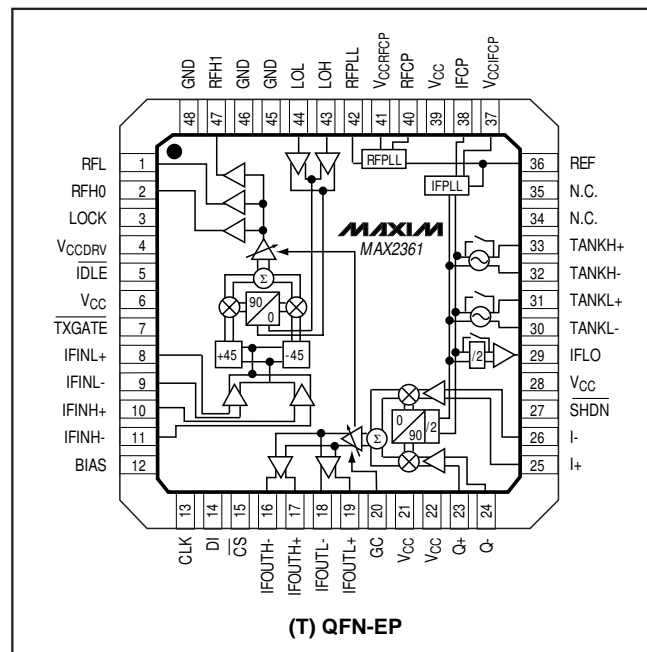 GND RFH1 GND GND LOL LOH RFPLL VCCRFCP RFCP VCC IFCP VCCIFCP
48 47 46 45 44 43 42 41 40 39 38 37
RFL 1
RFH0 2
LOCK 3
VCCDRV 4
IDLE 5
VCC 6
TXGATE 7
IFINL+ 8
IFINL- 9
IFINH+ 10
IFINH- 11
BIAS 12
RFPLL
IFPLL
MAXIM
MAX2361
Σ
90
0
+45
-45
/2
0
90
/2
Σ
36 REF
35 N.C.
34 N.C.
33 TANKH+
32 TANKH-
31 TANKL+
30 TANKL-
29 IFLO
28 VCC
27 SHDN
26 I-
25 I+
13 14 15 16 17 18 19 20 21 22 23 24
CLK DI CS IFOUTH- IFOUTH+ IFOUTL- IFOUTL+ GC VCC VCC Q+ Q-
(T) QFN-EP